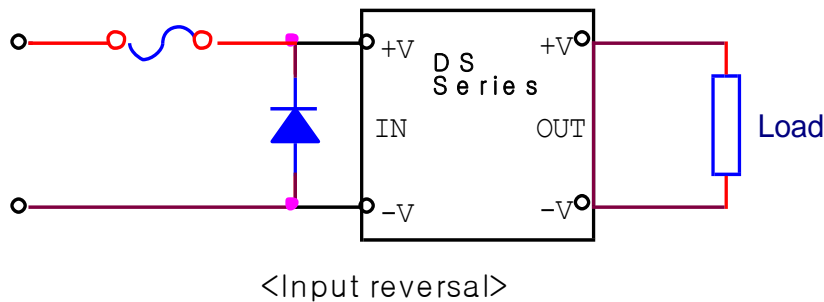 +V
+V
DS
Series
IN
OUT
Load
-V
-V
<Input reversal>